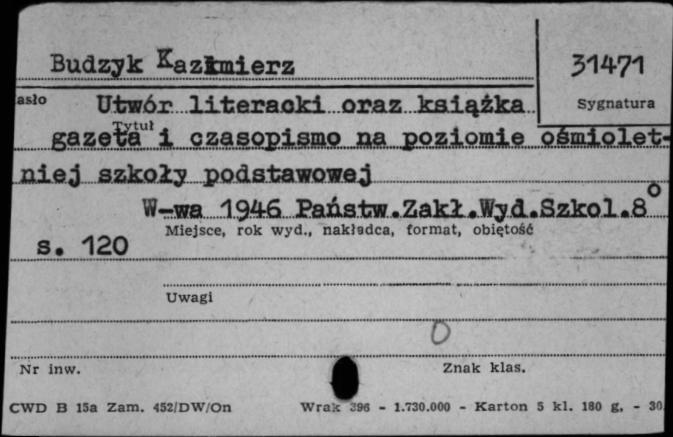 Budzyk Kazimierz
31471
asło Utwór literacki oraz książka
Sygnatura
Tytuł
gazeta i czasopismo na poziomie ośmiolet-
niej szkoły podstawowej
W-wa 1946 Państw.Zakł.Wyd.Szkol.8°
Miejsce, rok wyd., nakładca, format, objętość
s. 120
Uwagi
0
Nr inw.
Znak klas.
CWD B 15a Zam. 452/DW/On Wrak 396 - 1.730.000 - Karton 5 kl. 180 g. - 30